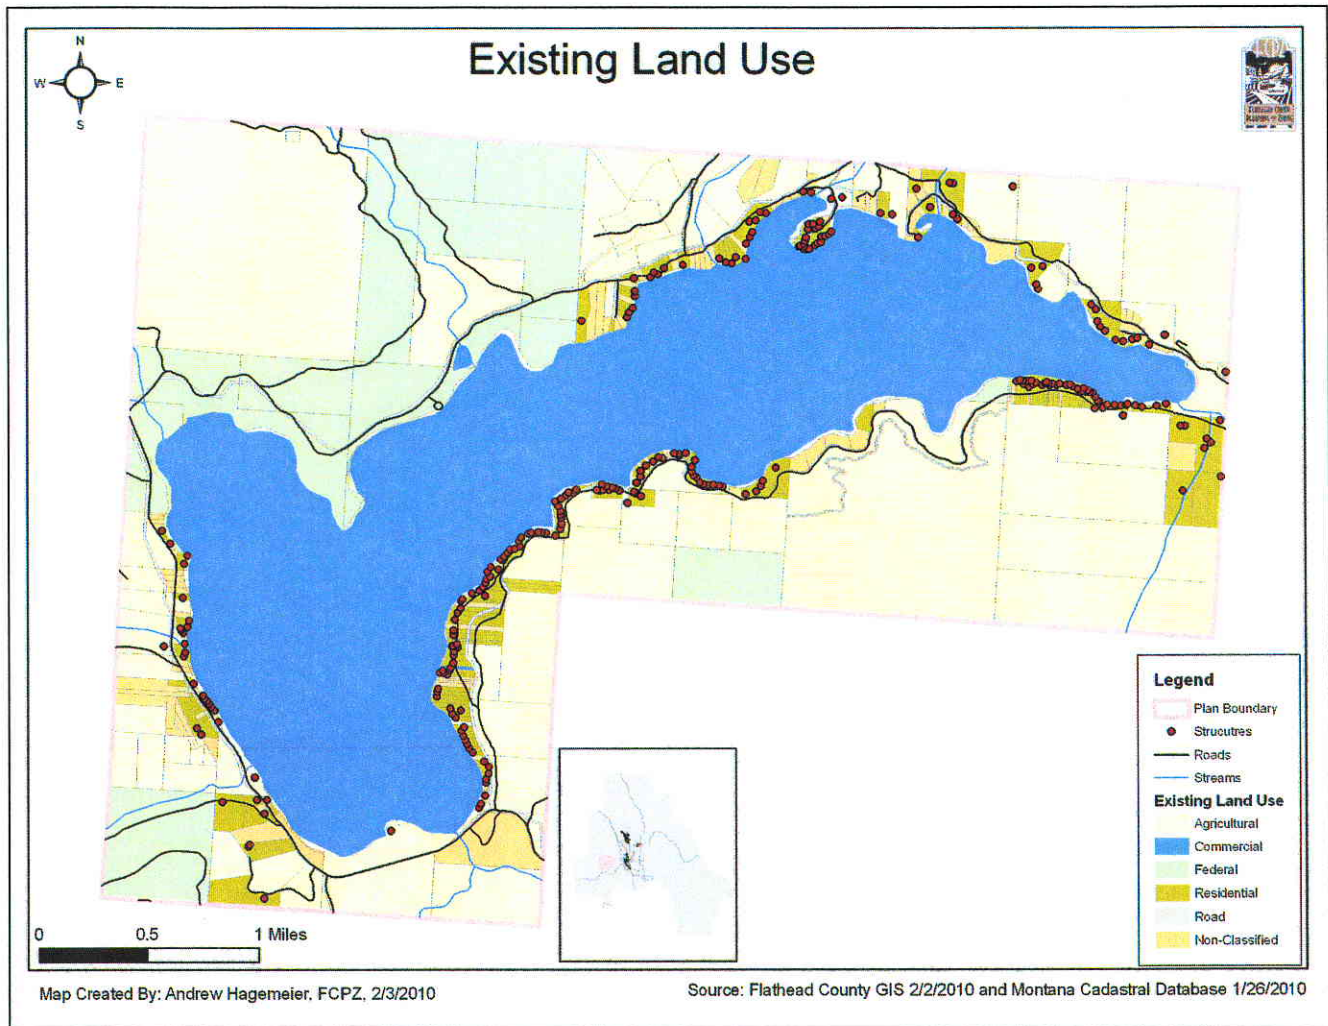 Existing Land Use
N
W
E
S
Legend
Plan Boundary
Strucutres
Roads
Streams
Existing Land Use
Agricultural
Commercial
Federal
Residential
Road
Non-Classified
0 0.5 1 Miles
Map Created By: Andrew Hagemeier, FCPZ, 2/3/2010
Source: Flathead County GIS 2/2/2010 and Montana Cadastral Database 1/26/2010